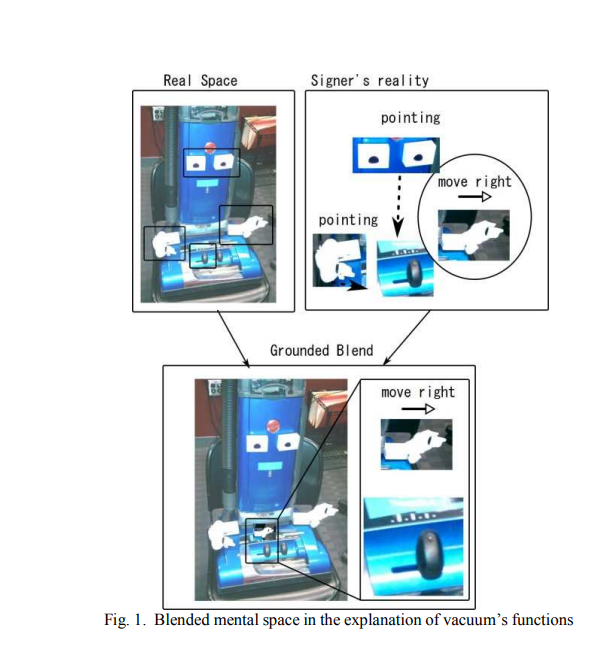 Real Space
Signer's reality
pointing
move right
pointing
Grounded Blend
move right
Fig. 1. Blended mental space in the explanation of vacuum's functions